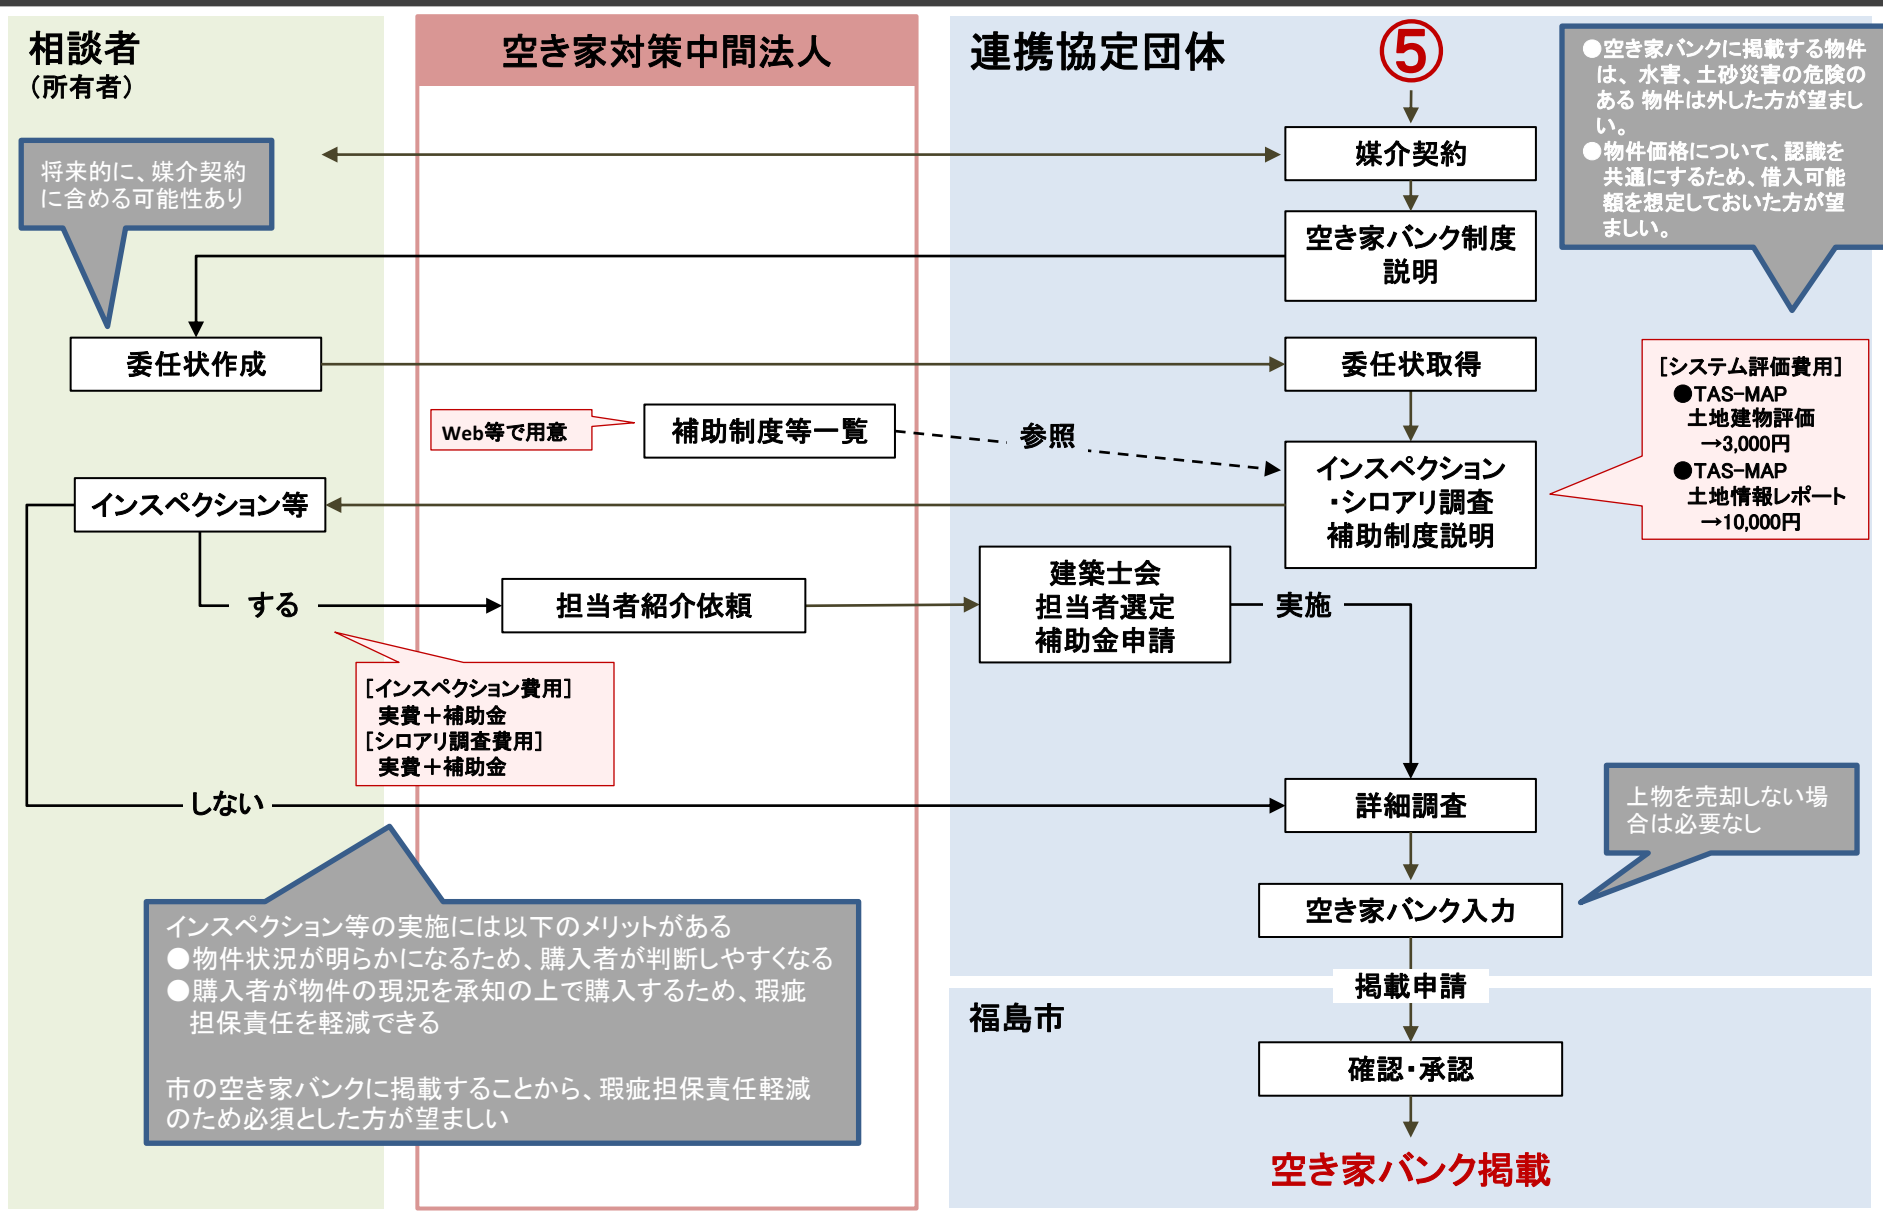 相談者
（所有者）
空き家対策中間法人
連携協定団体
⑤
●空き家バンクに掲載する物件
は、水害、土砂災害の危険の
ある 物件は外した方が望まし
い。
●物件価格について、認識を
共通にするため、借入可能
額を想定しておいた方が望
ましい。
媒介契約
将来的に、媒介契約
に含める可能性あり
空き家バンク制度
説明
委任状作成
委任状取得
[システム評価費用]
●TAS-MAP
土地建物評価
→3,000円
●TAS-MAP
土地情報レポート
→10,000円
Web等で用意
補助制度等一覧
参照
インスペクション
・シロアリ調査
補助制度説明
インスペクション等
する
担当者紹介依頼
建築士会
担当者選定
補助金申請
実施
[インスペクション費用]
実費＋補助金
[シロアリ調査費用]
実費＋補助金
しない
詳細調査
上物を売却しない場
合は必要なし
空き家バンク入力
インスペクション等の実施には以下のメリットがある
●物件状況が明らかになるため、購入者が判断しやすくなる
●購入者が物件の現況を承知の上で購入するため、瑕疵
担保責任を軽減できる
市の空き家バンクに掲載することから、瑕疵担保責任軽減
のため必須とした方が望ましい
掲載申請
福島市
確認・承認
空き家バンク掲載